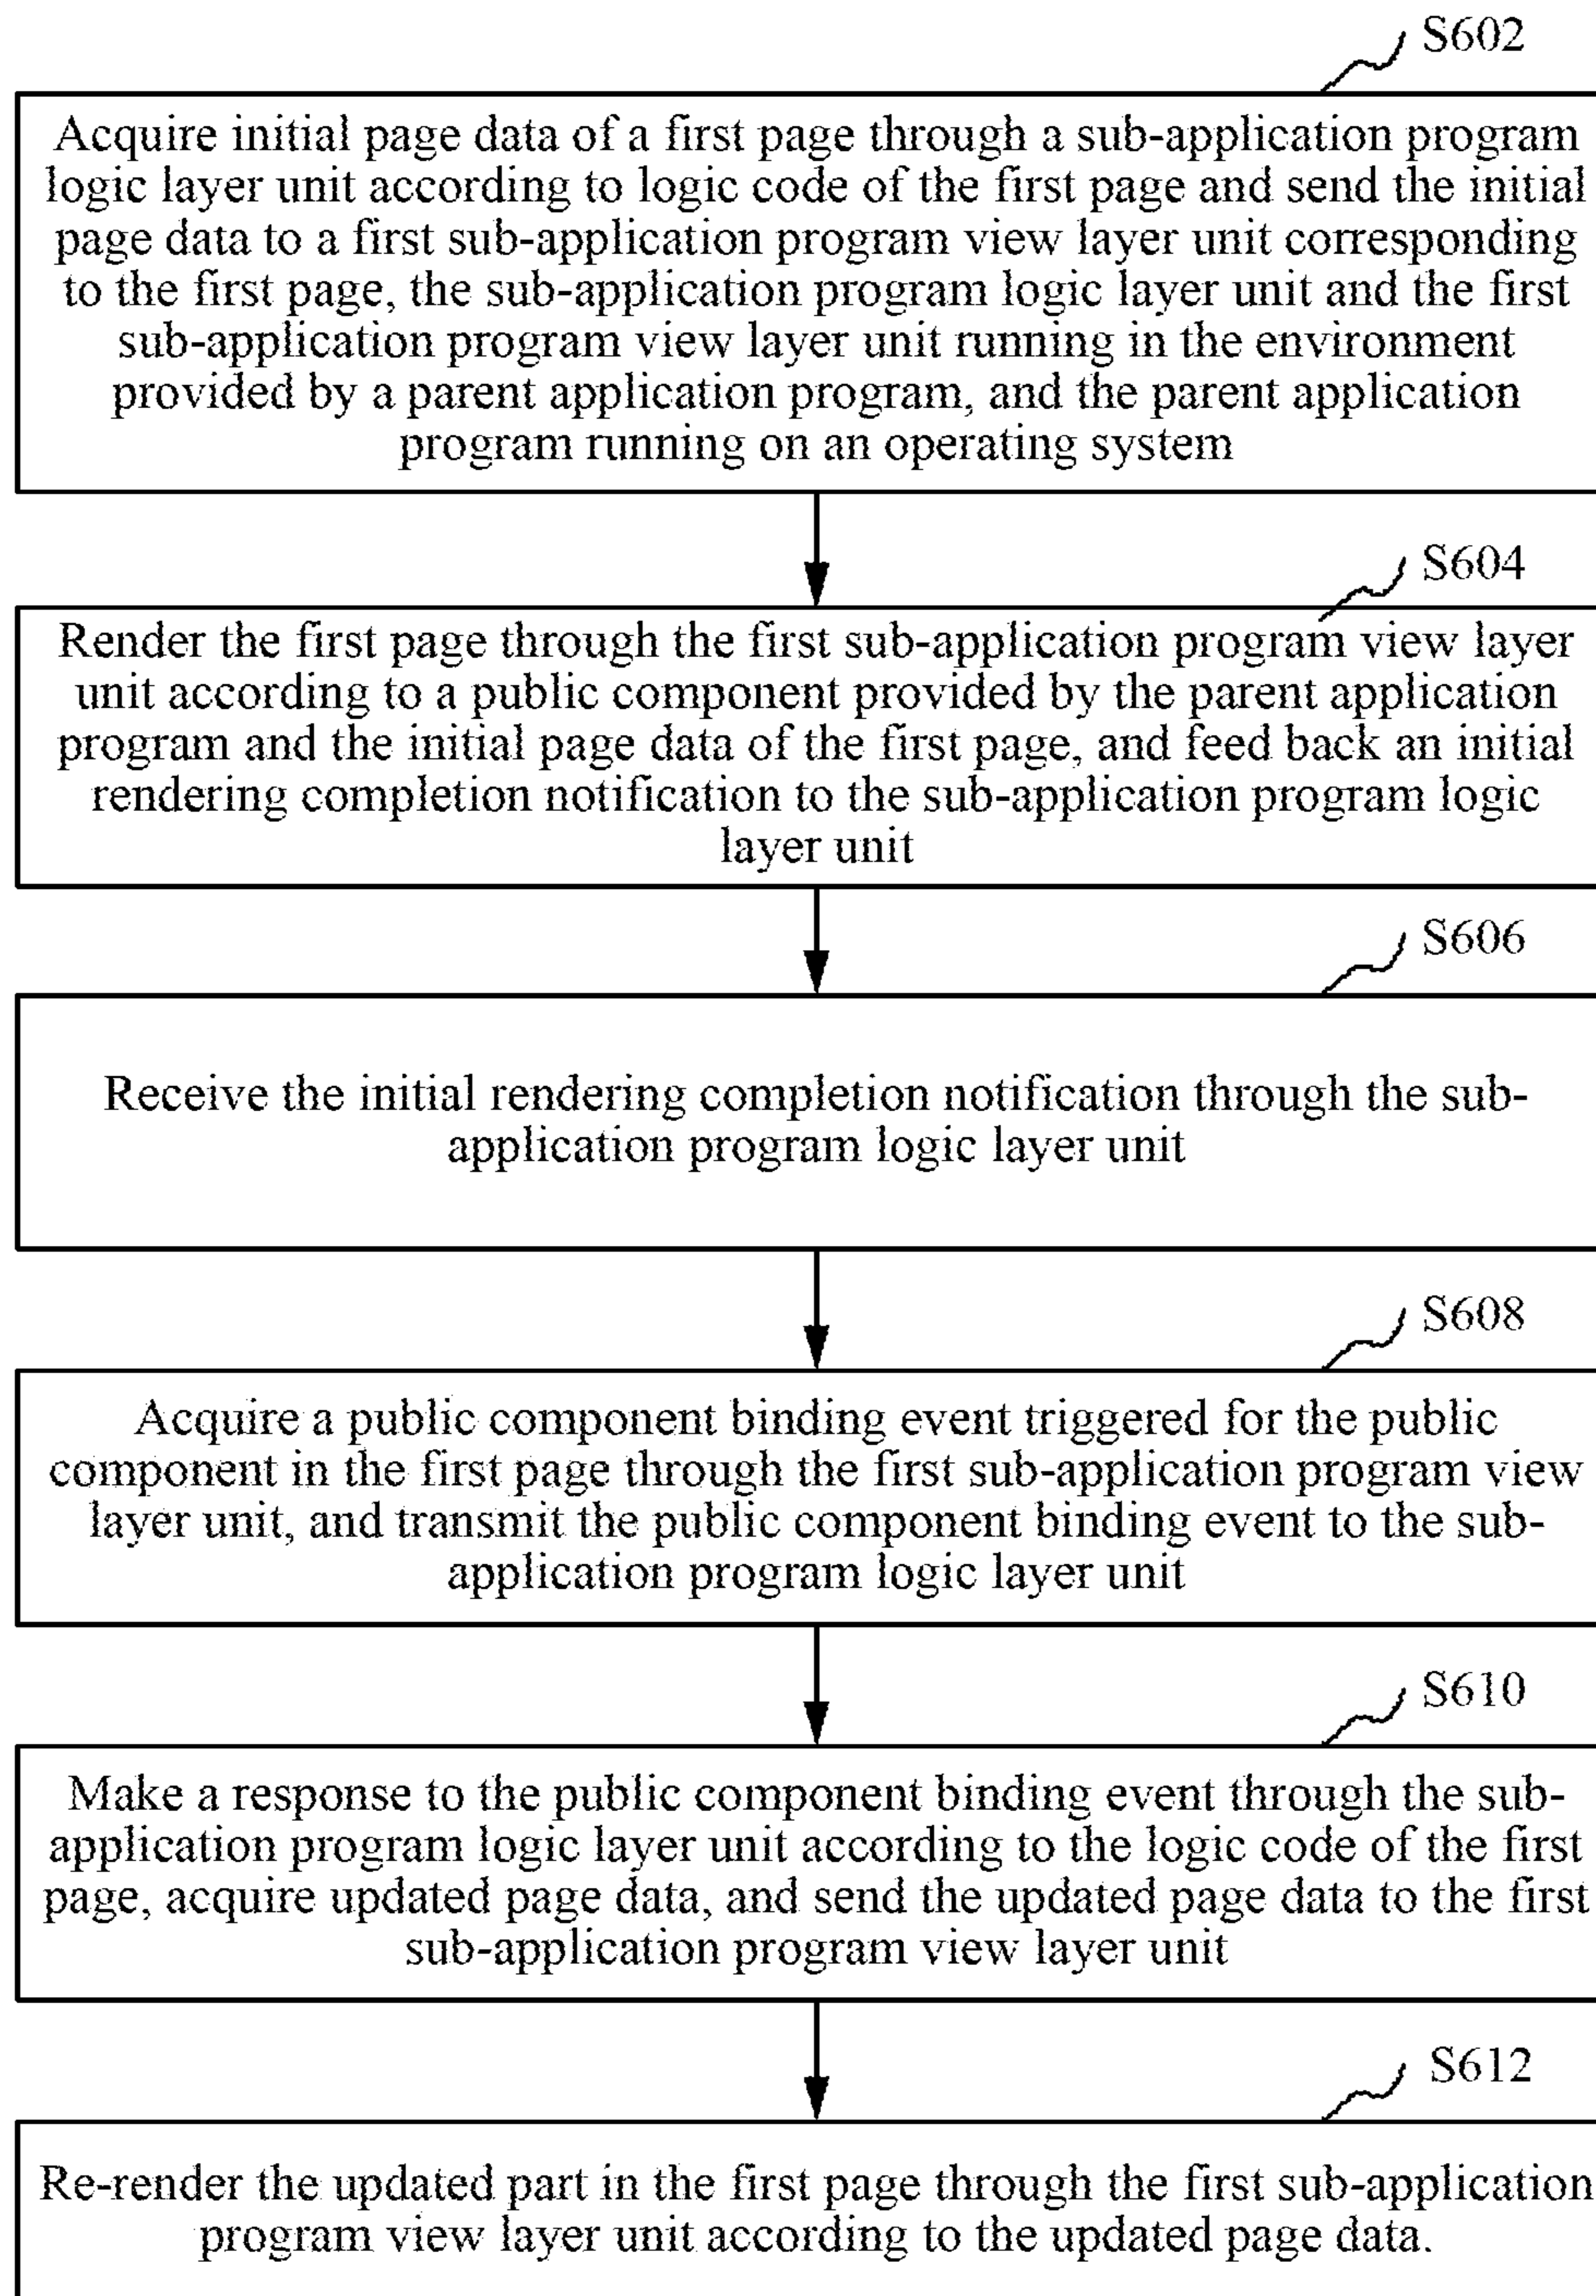 S602
Acquire initial page data of a first page through a sub-application program
logic layer unit according to logic code of the first page and send the initial
page data to a first sub-application program view layer unit corresponding
to the first page, the sub-application program logic layer unit and the first
sub-application program view layer unit running in the environment
provided by a parent application program, and the parent application
program running on an operating system
S604
Render the first page through the first sub-application program view layer
unit according to a public component provided by the parent application
program and the initial page data of the first page, and feed back an initial
rendering completion notification to the sub-application program logic
layer unit
S606
Receive the initial rendering completion notification through the sub-
application program logic layer unit
S608
Acquire a public component binding event triggered for the public
component in the first page through the first sub-application program view
layer unit, and transmit the public component binding event to the sub-
application program logic layer unit
S610
Make a response to the public component binding event through the sub-
application program logic layer unit according to the logic code of the first
page, acquire updated page data, and send the updated page data to the first
sub-application program view layer unit
S612
Re-render the updated part in the first page through the first sub-application
program view layer unit according to the updated page data.